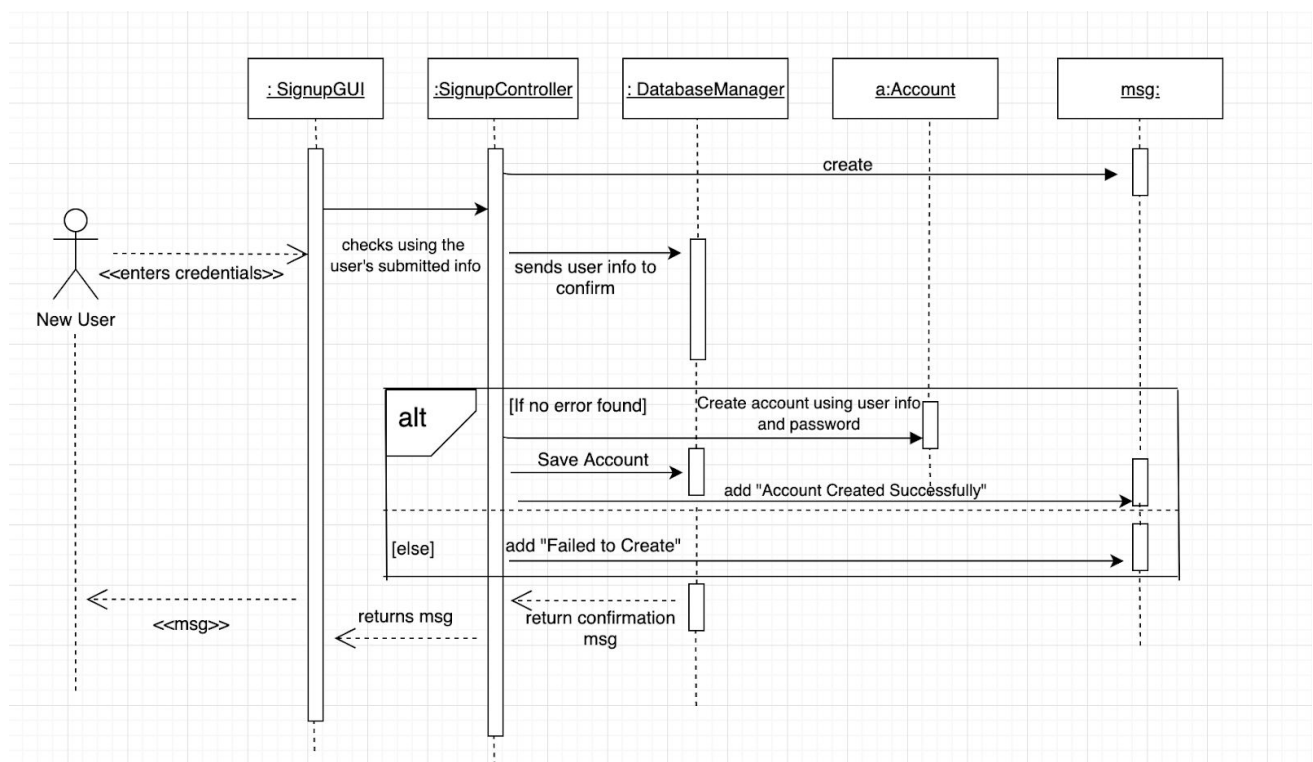 : SignupGUI
:SignupController
: DatabaseManager
a:Account
msg:
create
checks using the
user's submitted info
<<enters credentials>>
sends user info to
confirm
New User
alt
[If no error found]
Create account using user info
and password
Save Account
add "Account Created Successfully"
[else]
add "Failed to Create"
<<msg>>
returns msg
return confirmation
msg